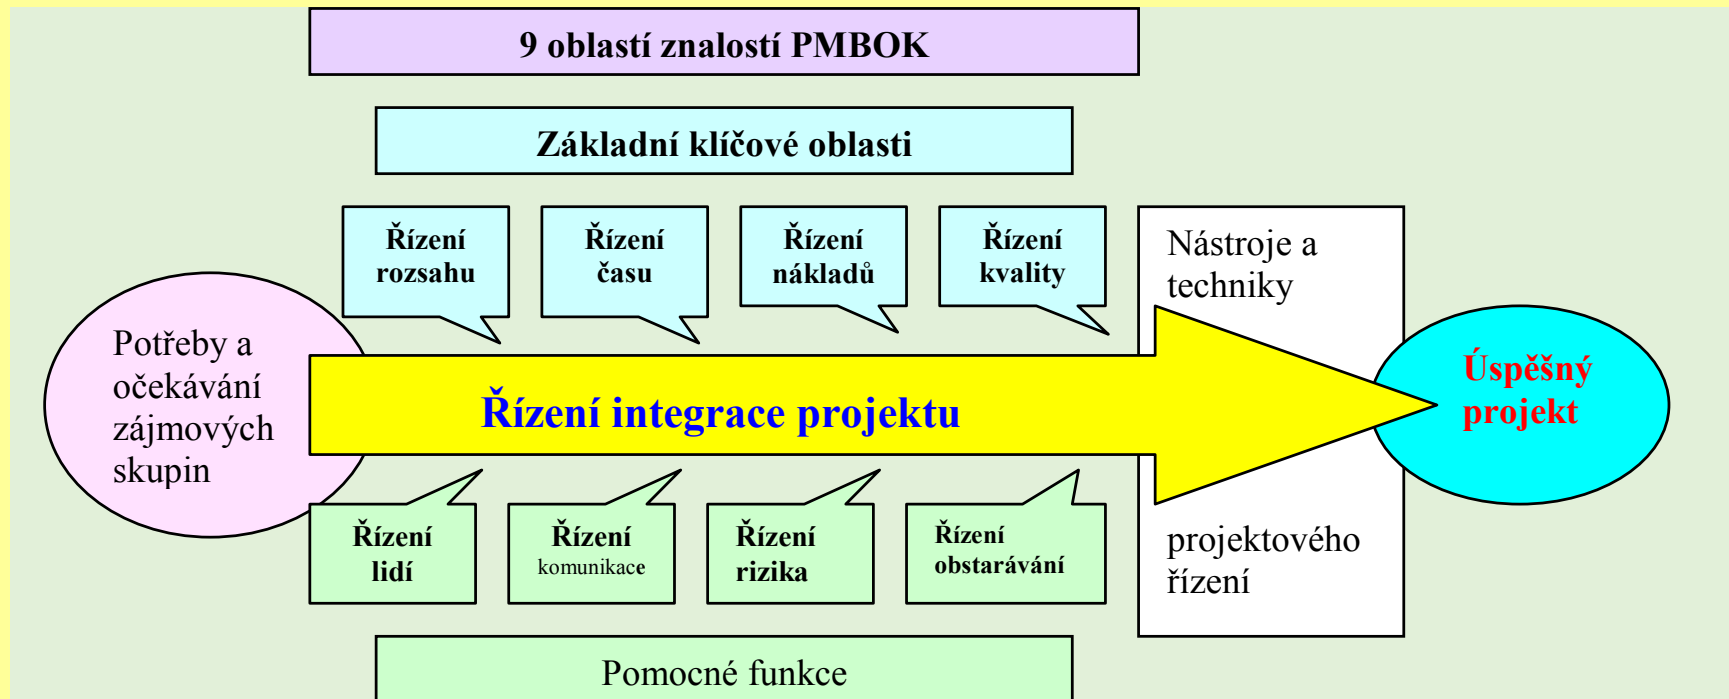 9 oblastí znalostí PMBOK
Základní klíčové oblasti
Řízení
rozsahu
Řízení
času
Řízení
nákladů
Řízení
kvality
Nástroje a
techniky
Potřeby a
očekávání
zájmových
skupin
Řízení integrace projektu
Úspěšný
projekt
Řízení
lidí
Řízení
komunikace
Řízení
rizika
Řízení
obstarávání
projektového
řízení
Pomocné funkce